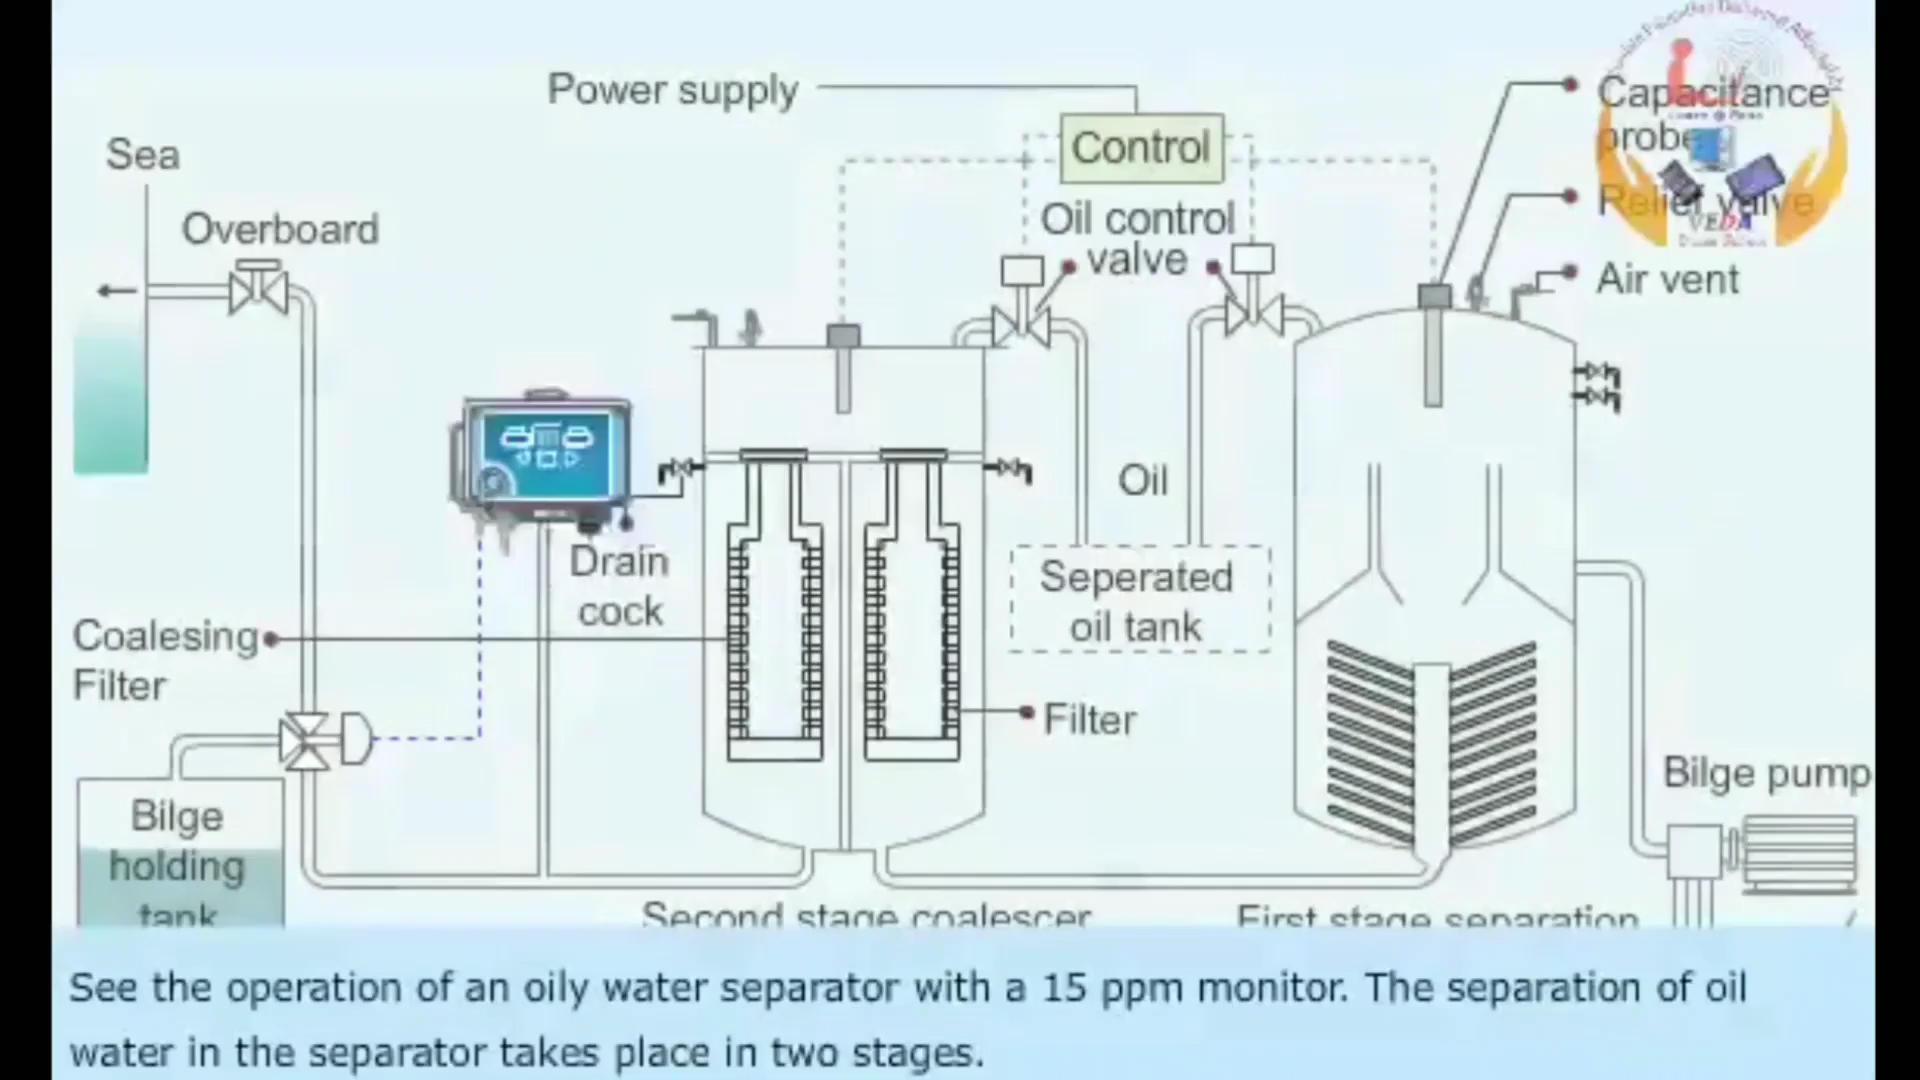 Power supply
Capacitance
probe
Control
Sea
Relief valve
Overboard
Oil control
valve
Air vent
VEDA
Oil
Drain
cock
Seperated
oil tank
Coalesing
Filter
Filter
Bilge pump
Bilge
holding
tank
Second stage coalescer
First stage separation
See the operation of an oily water separator with a 15 ppm monitor. The separation of oil
water in the separator takes place in two stages.